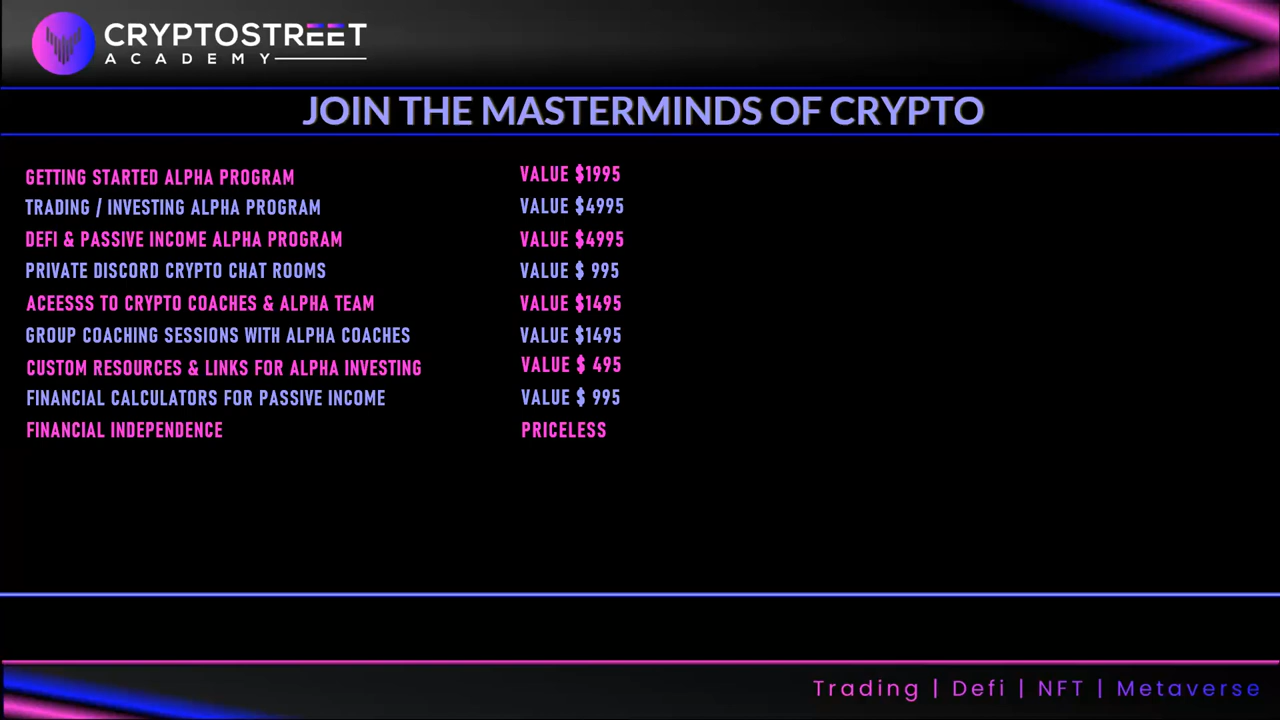 CRYPTOSTREET
ACADEMY
JOIN THE MASTERMINDS OF CRYPTO
GETTING STARTED ALPHA PROGRAM VALUE $1995
TRADING / INVESTING ALPHA PROGRAM VALUE $4995
DEFI & PASSIVE INCOME ALPHA PROGRAM VALUE $4995
PRIVATE DISCORD CRYPTO CHAT ROOMS VALUE $ 995
ACEESSS TO CRYPTO COACHES & ALPHA TEAM VALUE $1495
GROUP COACHING SESSIONS WITH ALPHA COACHES VALUE $1495
CUSTOM RESOURCES & LINKS FOR ALPHA INVESTING VALUE $ 495
FINANCIAL CALCULATORS FOR PASSIVE INCOME VALUE $ 995
FINANCIAL INDEPENDENCE PRICELESS
Trading | Defi | NFT | Metaverse